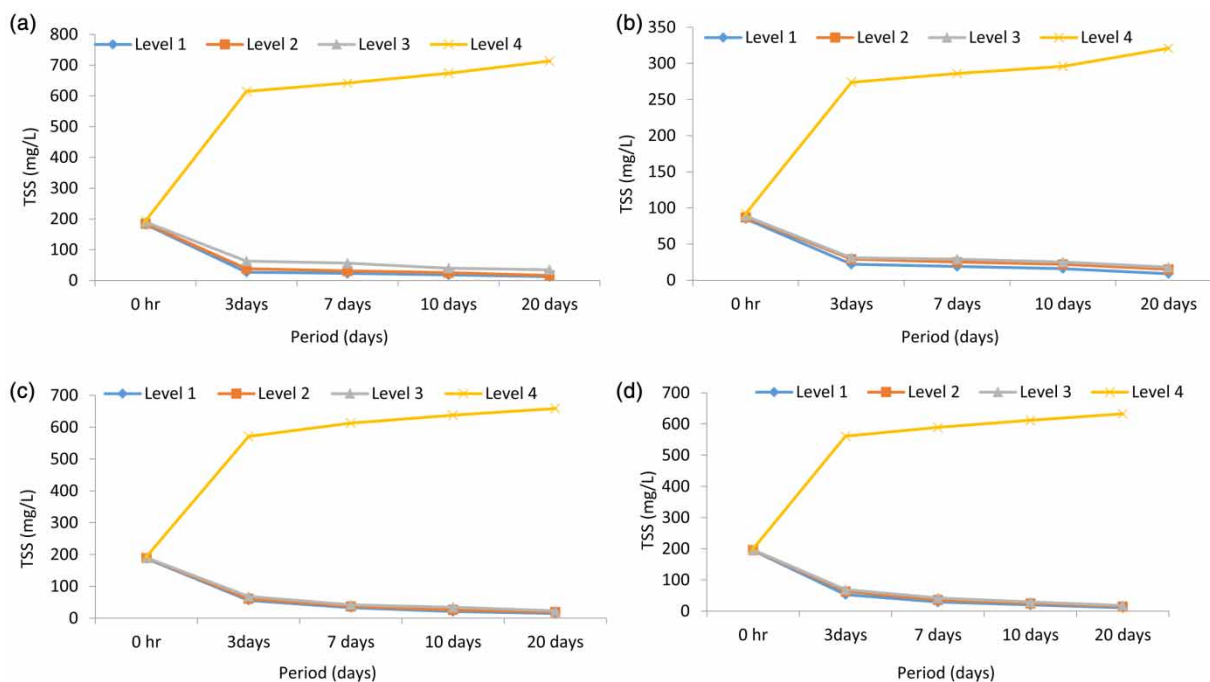 (a)
Level 1 Level 2 Level 3 Level 4
800
700
600
500
400
300
200
100
0
TSS (mg/L)
0 hr 3days 7 days 10 days 20 days
Period (days)
(b)
Level 1 Level 2 Level 3 Level 4
350
300
250
200
150
100
50
0
TSS (mg/L)
0 hr 3days 7 days 10 days 20 days
Period (days)
(c)
Level 1 Level 2 Level 3 Level 4
700
600
500
400
300
200
100
0
TSS (mg/L)
0 hr 3days 7 days 10 days 20 days
Period (days)
(d)
Level 1 Level 2 Level 3 Level 4
700
600
500
400
300
200
100
0
TSS (mg/L)
0 hr 3days 7 days 10 days 20 days
Period (days)